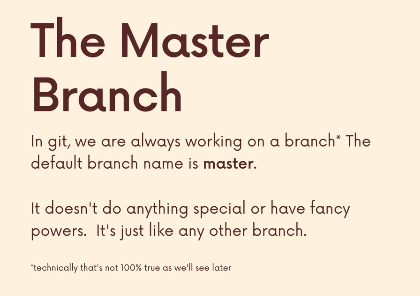 The Master
Branch
In git, we are always working on a branch* The
default branch name is master.
It doesn't do anything special or have fancy
powers.  It's just like any other branch.
*technically that's not 100% true as we'll see later